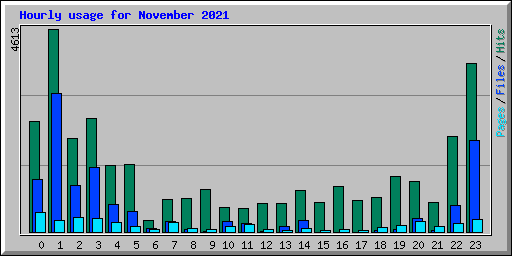 Hourly usage for November 2021
4613
Pages/Files/Hits
0 1 2 3 4 5 6 7 8 9 10 11 12 13 14 15 16 17 18 19 20 21 22 23